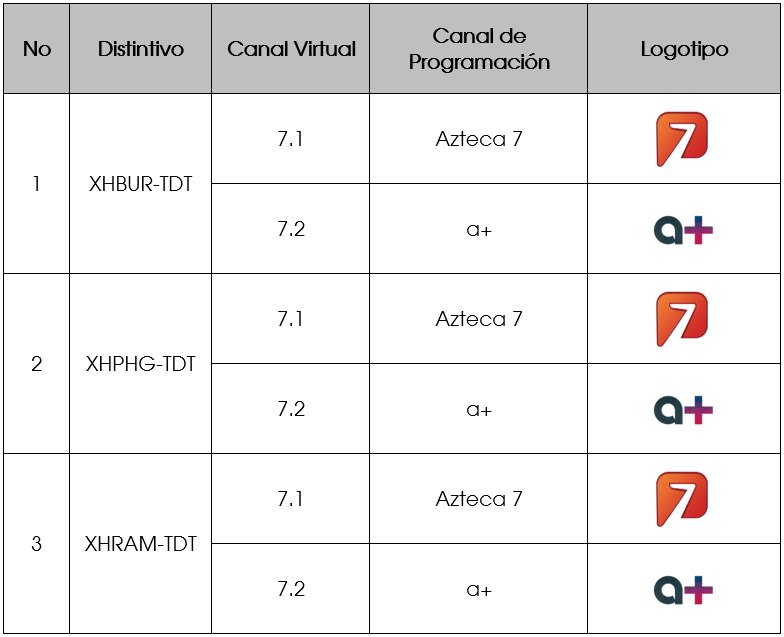 No Distintivo Canal Virtual Canal de Programación Logotipo
1 XHBUR-TDT 7.1 Azteca 7 7
7.2 a+ a+
2 XHPHG-TDT 7.1 Azteca 7 7
7.2 a+ a+
3 XHRAM-TDT 7.1 Azteca 7 7
7.2 a+ a+